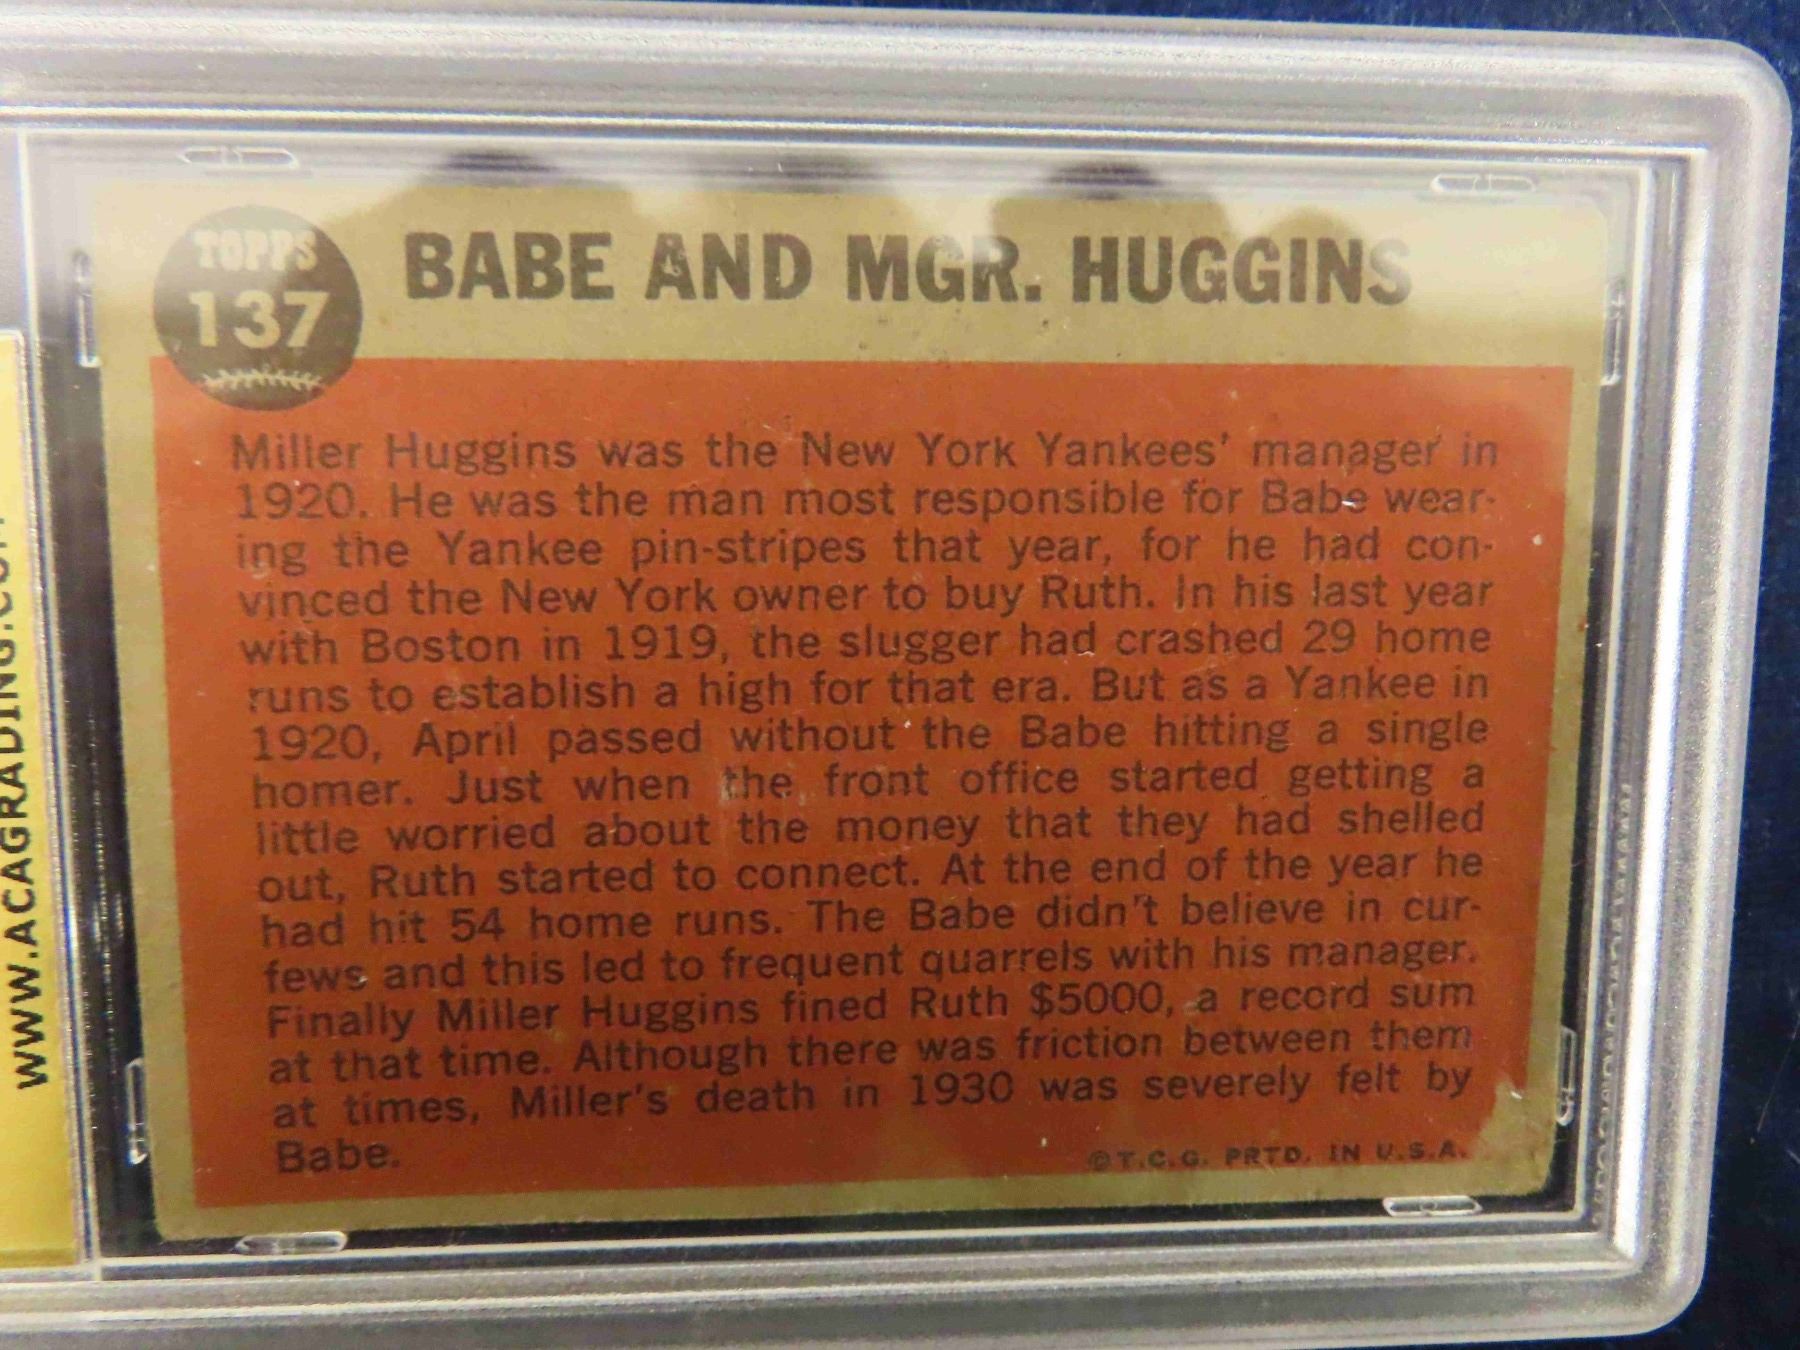 TOPPS
137
BABE AND MGR. HUGGINS
Miller Huggins was the New York Yankees' manager in
1920. He was the man most responsible for Babe wear-
ing the Yankee pin-stripes that year, for he had con-
vinced the New York owner to buy Ruth. In his last year
with Boston in 1919, the slugger had crashed 29 home
runs to establish a high for that era. But as a Yankee in
1920, April passed without the Babe hitting a single
homer. Just when the front office started getting a
little worried about the money that they had shelled
out, Ruth started to connect. At the end of the year he
had hit 54 home runs. The Babe didn't believe in cur-
fews and this led to frequent quarrels with his manager.
Finally Miller Huggins fined Ruth $5000, a record sum
at that time. Although there was friction between them
at times, Miller's death in 1930 was severely felt by
Babe.
©T.C.G. PRTD. IN U.S.A.
WWW.ACAGRADING.COM